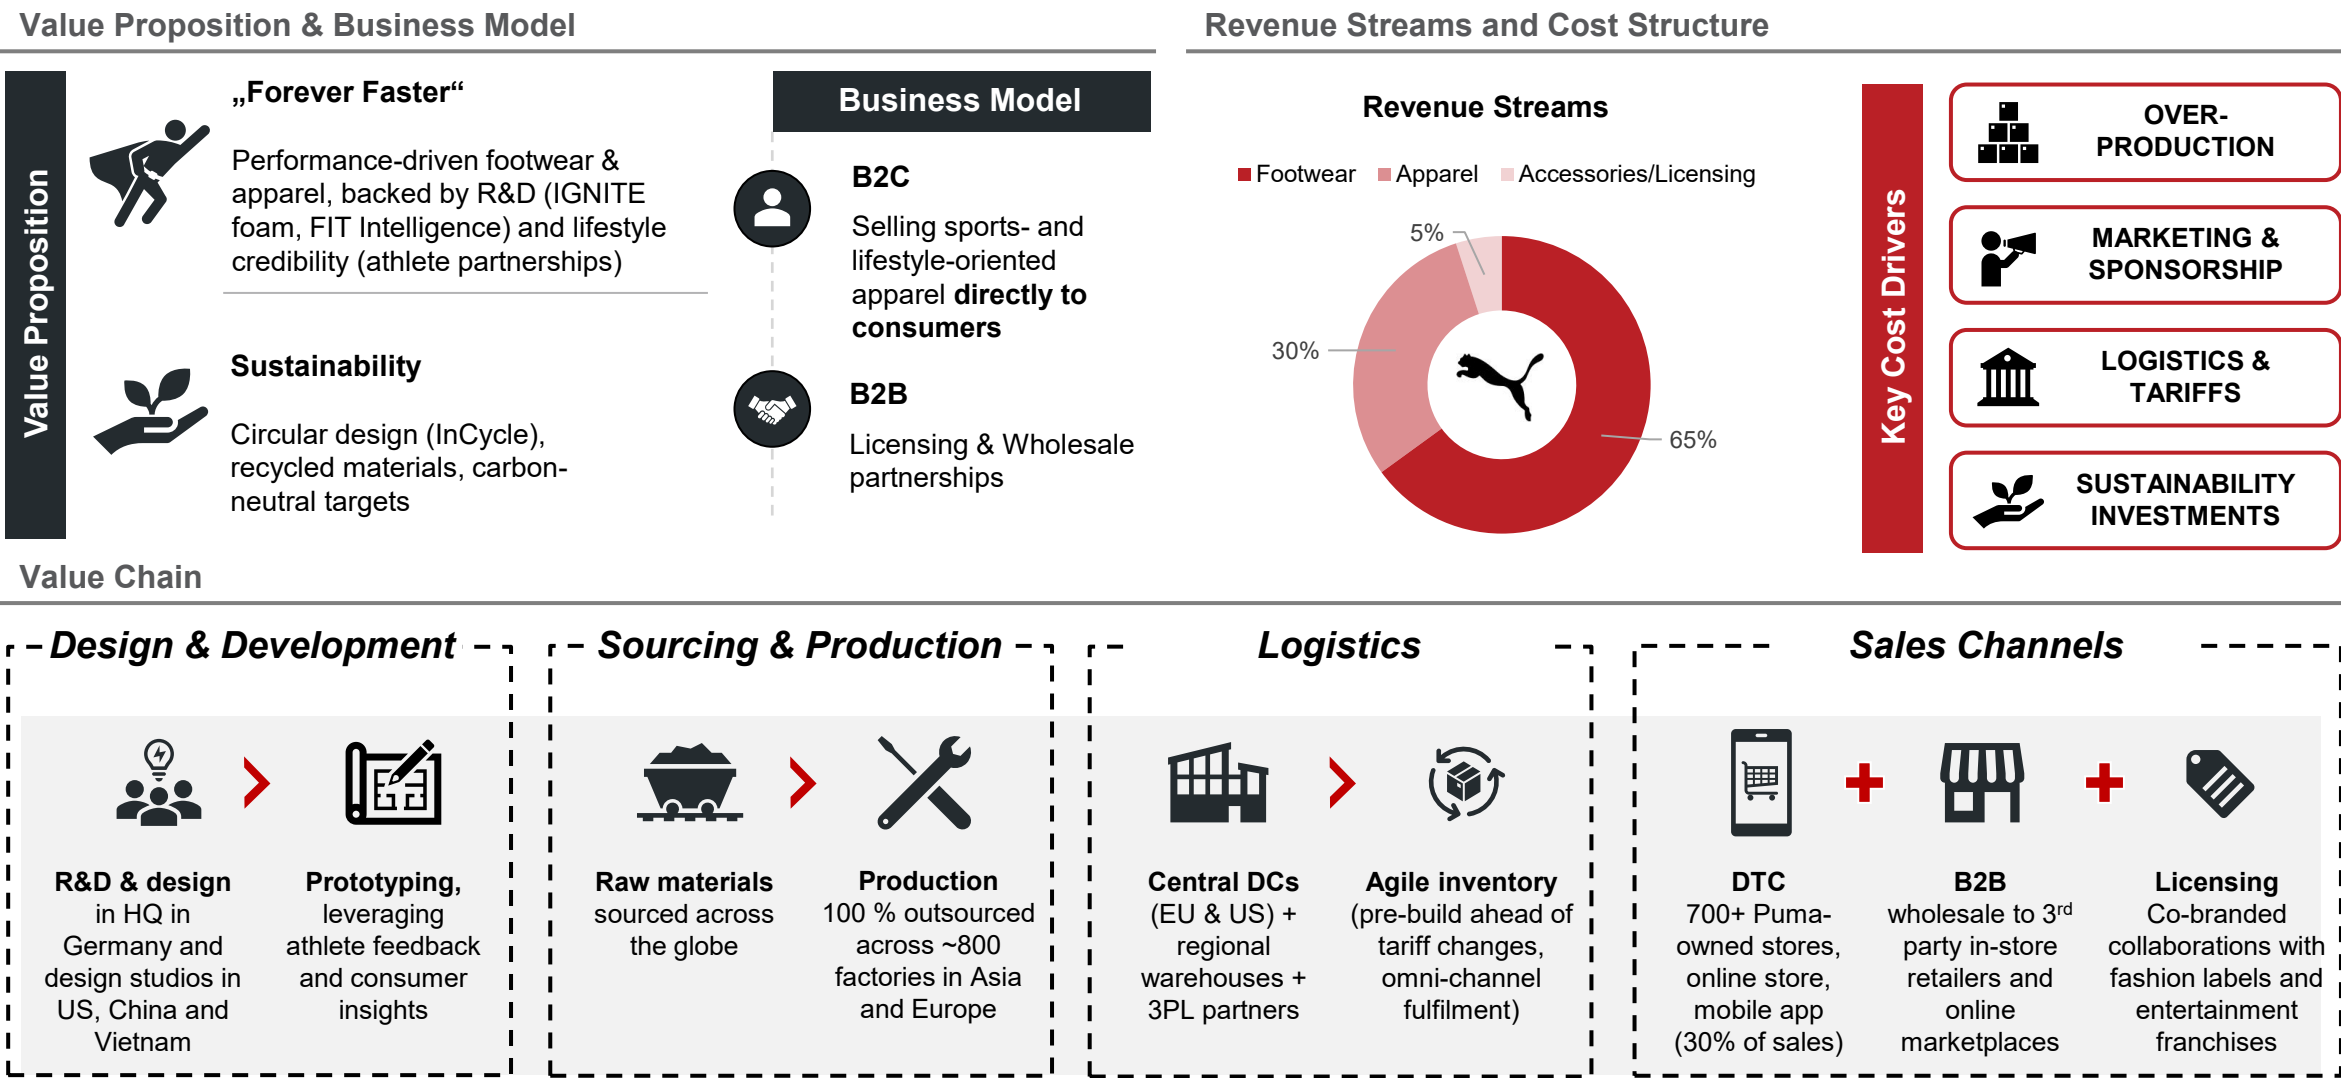 Value Proposition & Business Model
Value Proposition
„Forever Faster“
Performance-driven footwear &
apparel, backed by R&D (IGNITE
foam, FIT Intelligence) and lifestyle
credibility (athlete partnerships)
Sustainability
Circular design (InCycle),
recycled materials, carbon-
neutral targets
Business Model
B2C
Selling sports- and
lifestyle-oriented
apparel directly to
consumers
B2B
Licensing & Wholesale
partnerships
Revenue Streams and Cost Structure
Revenue Streams
Footwear
Apparel
Accessories/Licensing
5%
30%
65%
Key Cost Drivers
OVER-
PRODUCTION
MARKETING &
SPONSORSHIP
LOGISTICS &
TARIFFS
SUSTAINABILITY
INVESTMENTS
Value Chain
Design & Development
R&D & design
in HQ in
Germany and
design studios in
US, China and
Vietnam
Prototyping,
leveraging
athlete feedback
and consumer
insights
Sourcing & Production
Raw materials
sourced across
the globe
Production
100 % outsourced
across ~800
factories in Asia
and Europe
Logistics
Central DCs
(EU & US) +
regional
warehouses +
3PL partners
Agile inventory
(pre-build ahead of
tariff changes,
omni-channel
fulfilment)
Sales Channels
DTC
700+ Puma-
owned stores,
online store,
mobile app
(30% of sales)
B2B
wholesale to 3rd
party in-store
retailers and
online
marketplaces
Licensing
Co-branded
collaborations with
fashion labels and
entertainment
franchises